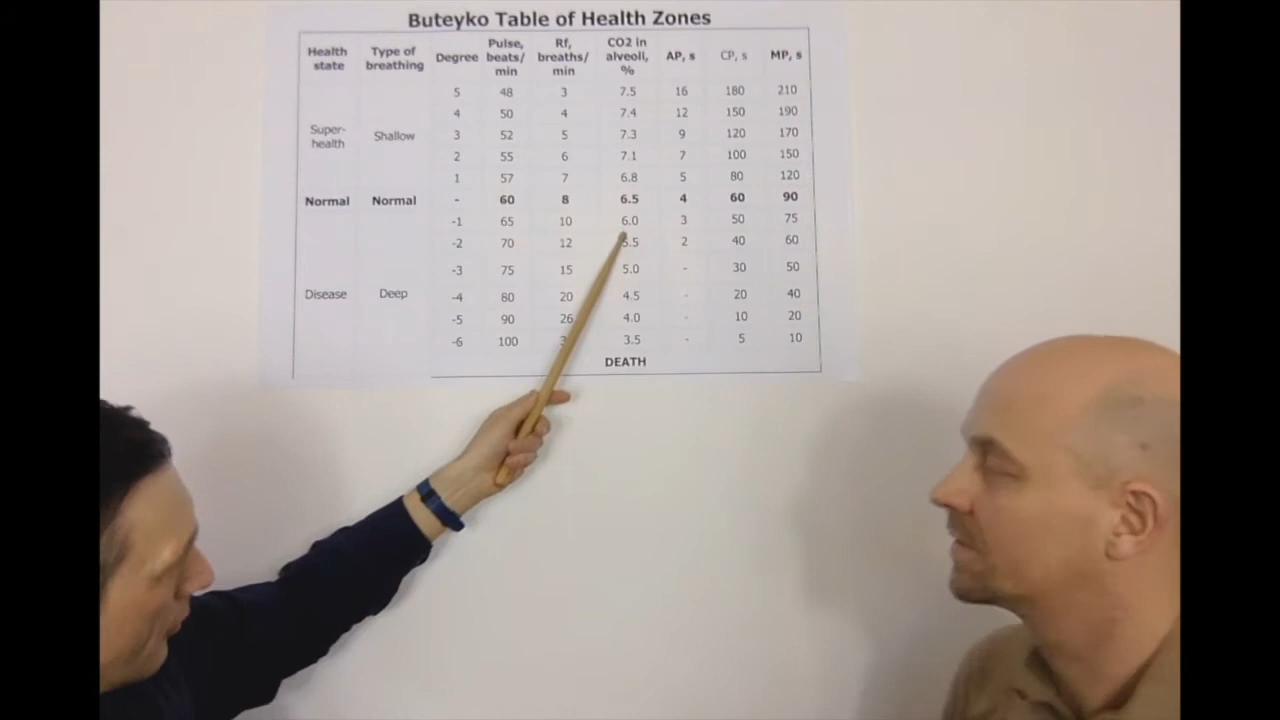 Buteyko Table of Health Zones
Health state Type of breathing Degree Pulse, beats/ min Rf, breaths/ min CO2 in alveoli, % AP, s CP, s MP, s
5 48 3 7.5 16 180 210
4 50 4 7.4 12 150 190
Super-health Shallow 3 52 5 7.3 9 120 170
2 55 6 7.1 7 100 150
1 57 7 6.8 5 80 120
Normal Normal - 60 8 6.5 4 60 90
-1 65 10 6.0 3 50 75
-2 70 12 5.5 2 40 60
-3 75 15 5.0 - 30 50
Disease Deep -4 80 20 4.5 - 20 40
-5 90 26 4.0 - 10 20
-6 100 3.5 - 5 10
DEATH